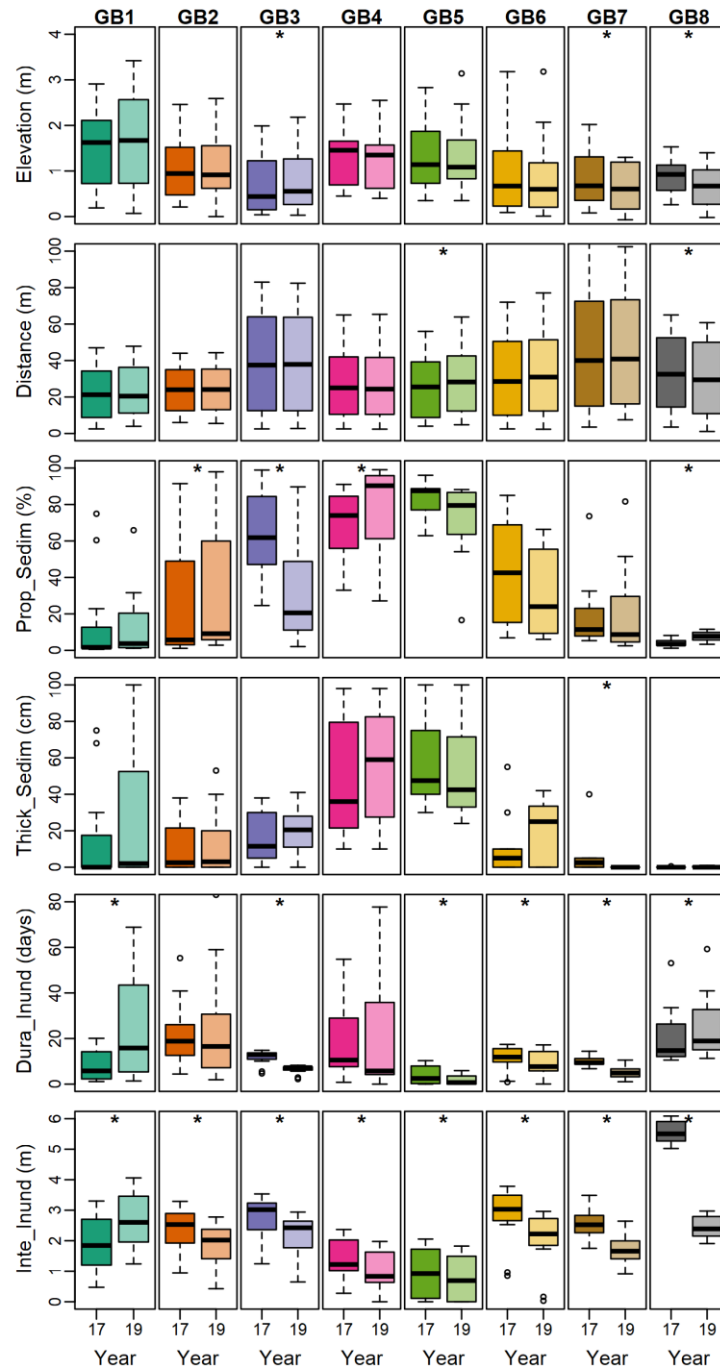 GB1 GB2 GB3 GB4 GB5 GB6 GB7 GB8
* * *
Elevation (m)
4
3
2
1
0
* *
Distance (m)
100
80
60
40
20
0
* * * *
Prop_Sedim (%)
100
80
60
40
20
0
*
Thick_Sedim (cm)
100
80
60
40
20
0
* * * * * *
Dura_Inund (days)
80
60
40
20
0
* * * * * * * *
Inte_Inund (m)
6
5
4
3
2
1
0
17 19 17 19 17 19 17 19 17 19 17 19 17 19 17 19
Year Year Year Year Year Year Year Year